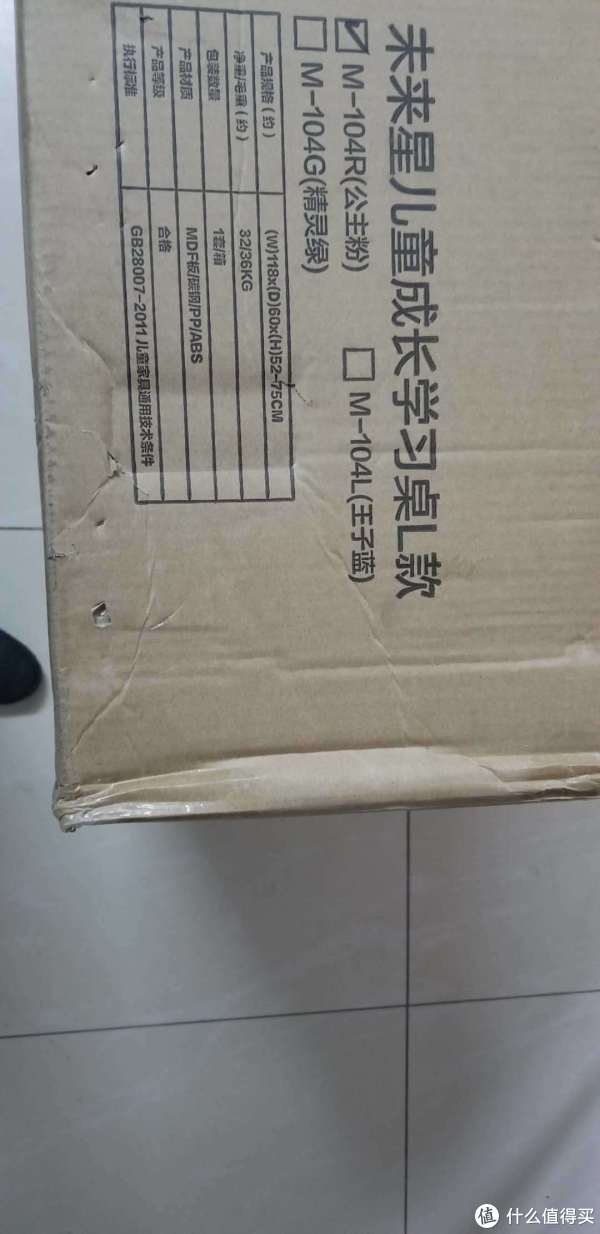 未来星儿童成长学习桌L款
☑ M-104R(公主粉) ☐ M-104L(王子蓝)
☐ M-104G(精灵绿)
产品规格(约) (W)118x(D)60x(H)52-75CM
净重/毛重(约) 32/36KG
包装数量 1套/箱
产品材质 MDF板/碳钢/PP/ABS
产品等级 合格
执行标准 GB28007-2011儿童家具通用技术条件
值 什么值得买